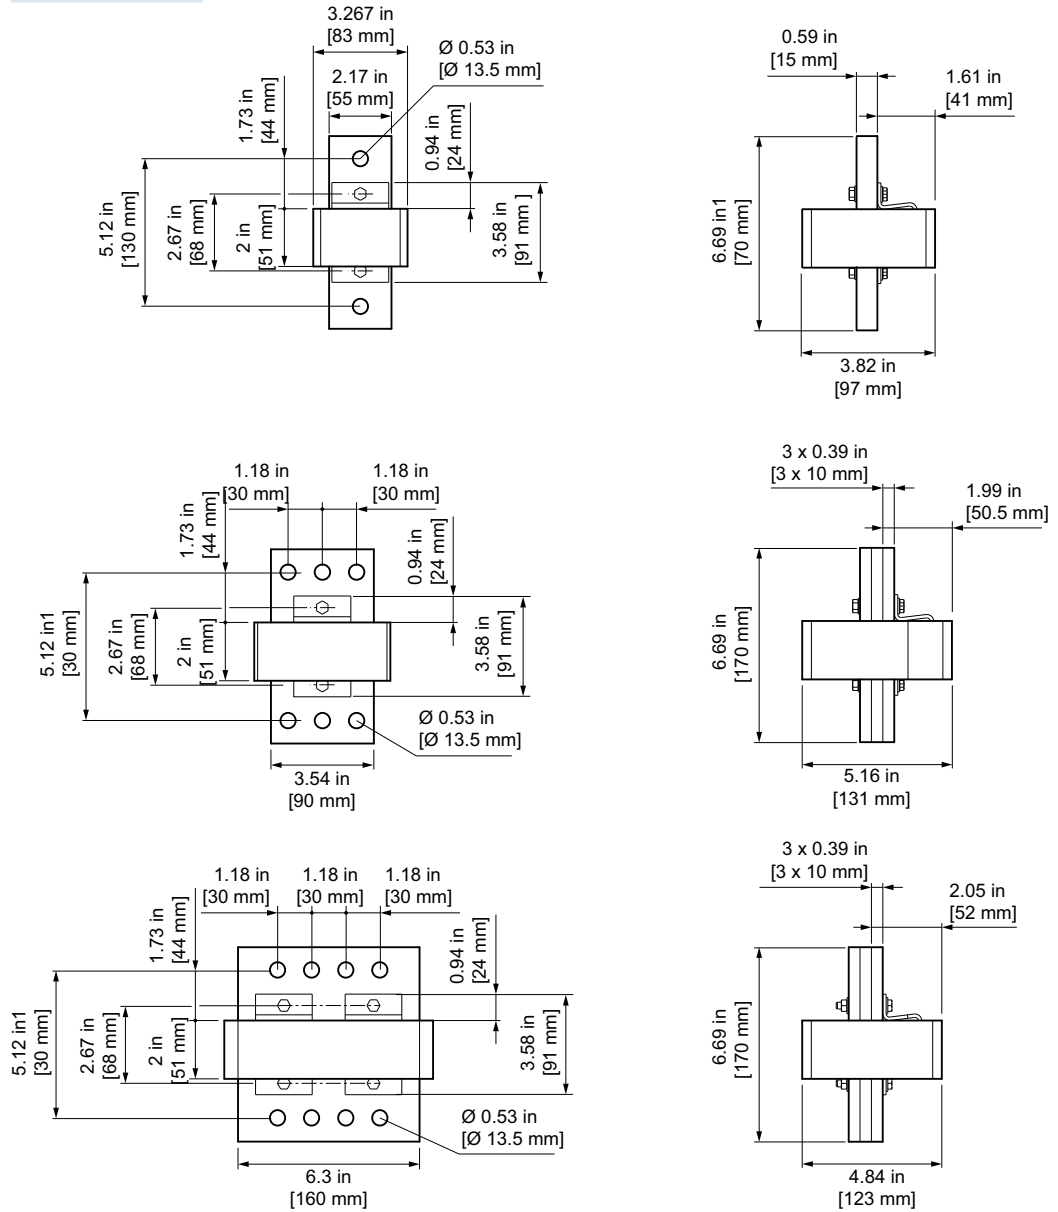 3.267 in
[83 mm]
Ø 0.53 in
[Ø 13.5 mm]
2.17 in
[55 mm]
1.73 in
[44 mm]
0.94 in
[24 mm]
5.12 in
[130 mm]
2.67 in
[68 mm]
2 in
[51 mm]
3.58 in
[91 mm ]
0.59 in
[15 mm]
1.61 in
[41 mm]
6.69 in1
[70 mm]
3.82 in
[97 mm]
1.18 in
[30 mm]
1.18 in
[30 mm]
1.73 in
[44 mm]
0.94 in
[24 mm]
5.12 in1
[30 mm]
2.67 in
[68 mm]
2 in
[51 mm]
3.58 in
[91 mm]
Ø 0.53 in
[Ø 13.5 mm]
3.54 in
[90 mm]
3 x 0.39 in
[3 x 10 mm]
1.99 in
[50.5 mm]
6.69 in
[170 mm]
5.16 in
[131 mm]
1.18 in
[30 mm]
1.18 in
[30 mm]
1.18 in
[30 mm]
1.73 in
[44 mm]
0.94 in
[24 mm]
5.12 in1
[30 mm]
2.67 in
[68 mm]
2 in
[51 mm]
3.58 in
[91 mm]
Ø 0.53 in
[Ø 13.5 mm]
6.3 in
[160 mm]
3 x 0.39 in
[3 x 10 mm]
2.05 in
[52 mm]
6.69 in
[170 mm]
4.84 in
[123 mm]